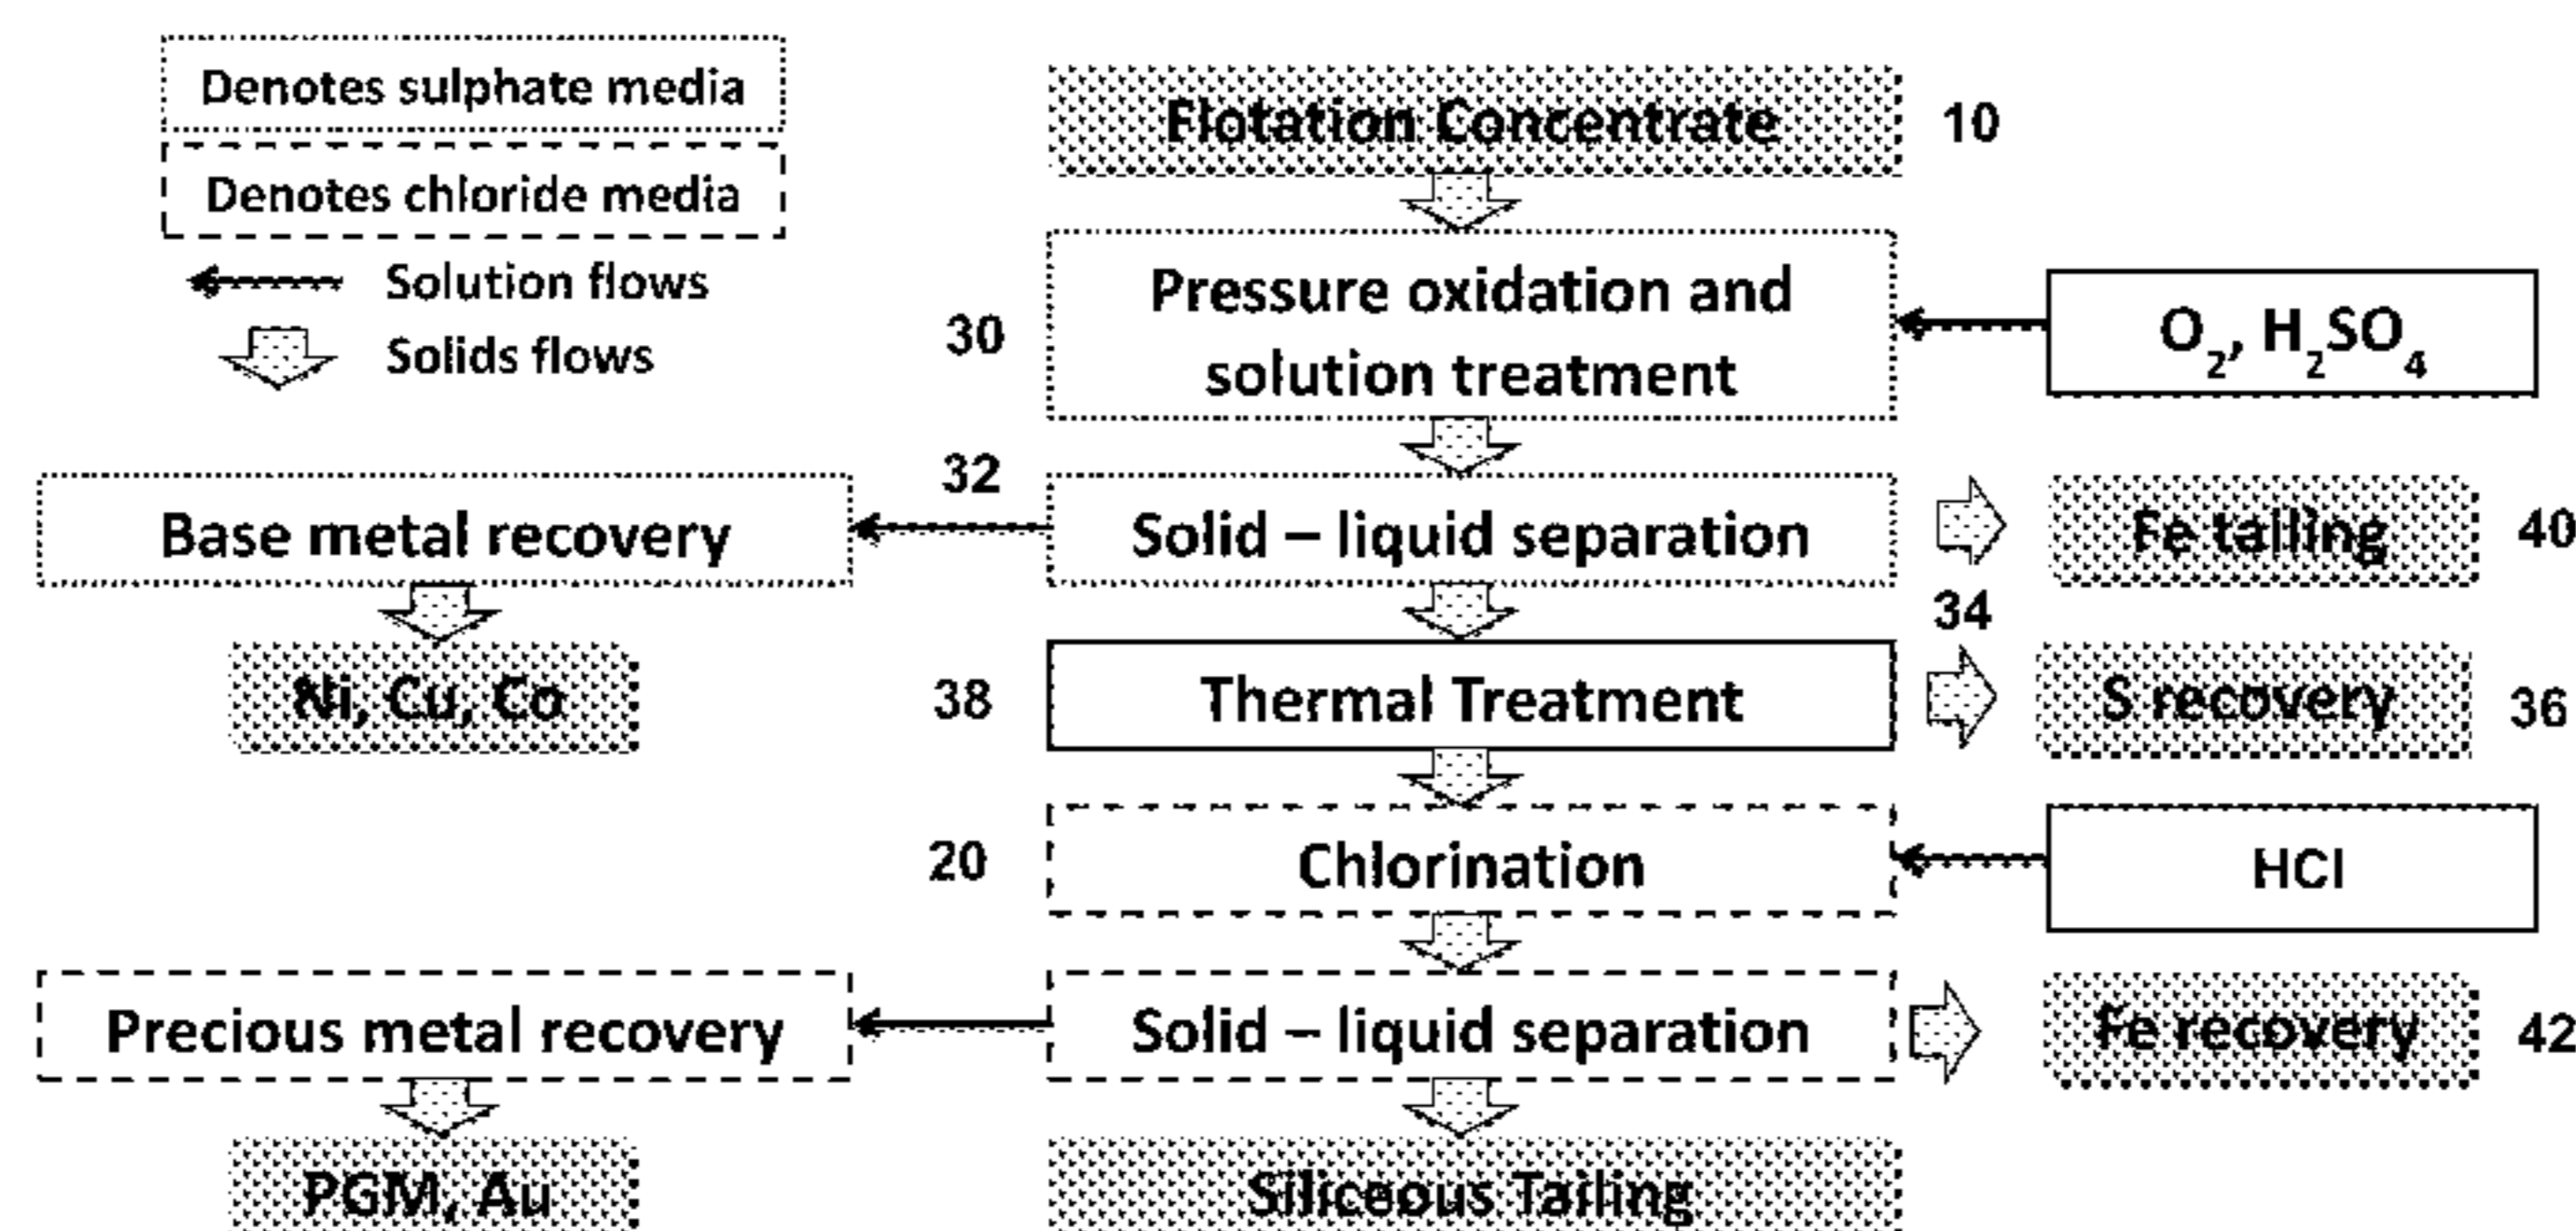 Denotes sulphate media
Denotes chloride media
Solution flows
Solids flows
Flotation Concentrate
10
Pressure oxidation and
solution treatment
30
O2, H2SO4
32
Base metal recovery
Solid – liquid separation
Fe tailing
40
34
Ni, Cu, Co
38
Thermal Treatment
S recovery
36
20
Chlorination
HCl
Precious metal recovery
Solid – liquid separation
Fe recovery
42
PGM, Au
Siliceous Tailing